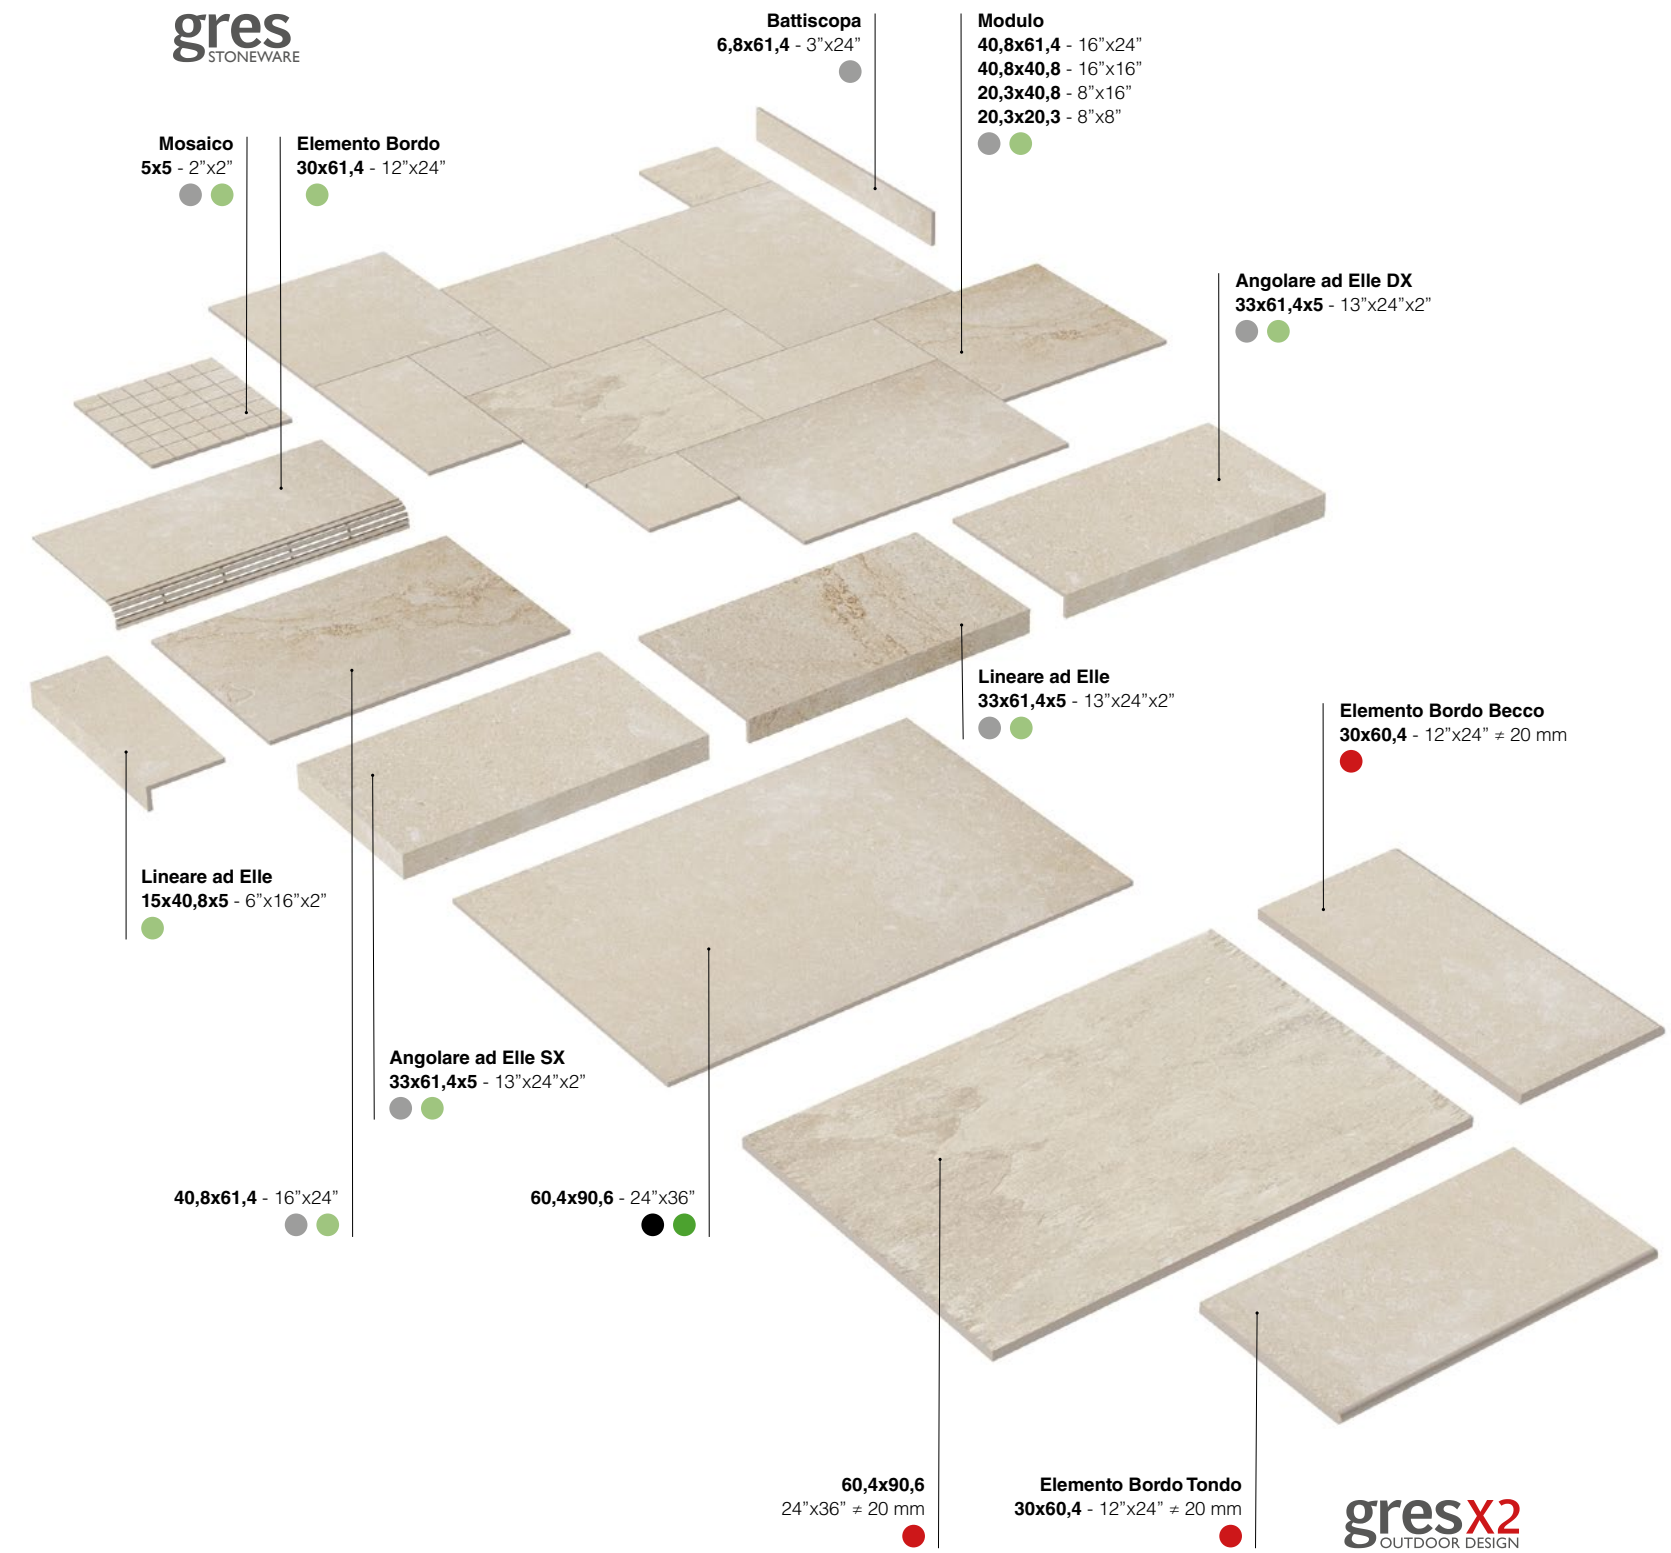 gres
STONEWARE
Battiscopa
6,8x61,4 - 3”x24”
Modulo
40,8x61,4 - 16”x24”
40,8x40,8 - 16”x16”
20,3x40,8 - 8”x16”
20,3x20,3 - 8”x8”
Mosaico
5x5 - 2”x2”
Elemento Bordo
30x61,4 - 12”x24”
Angolare ad Elle DX
33x61,4x5 - 13”x24”x2”
Lineare ad Elle
33x61,4x5 - 13”x24”x2”
Elemento Bordo Becco
30x60,4 - 12”x24” ≠ 20 mm
Lineare ad Elle
15x40,8x5 - 6”x16”x2”
Angolare ad Elle SX
33x61,4x5 - 13”x24”x2”
40,8x61,4 - 16”x24”
60,4x90,6 - 24”x36”
60,4x90,6
24”x36” ≠ 20 mm
Elemento Bordo Tondo
30x60,4 - 12”x24” ≠ 20 mm
gres X2
OUTDOOR DESIGN